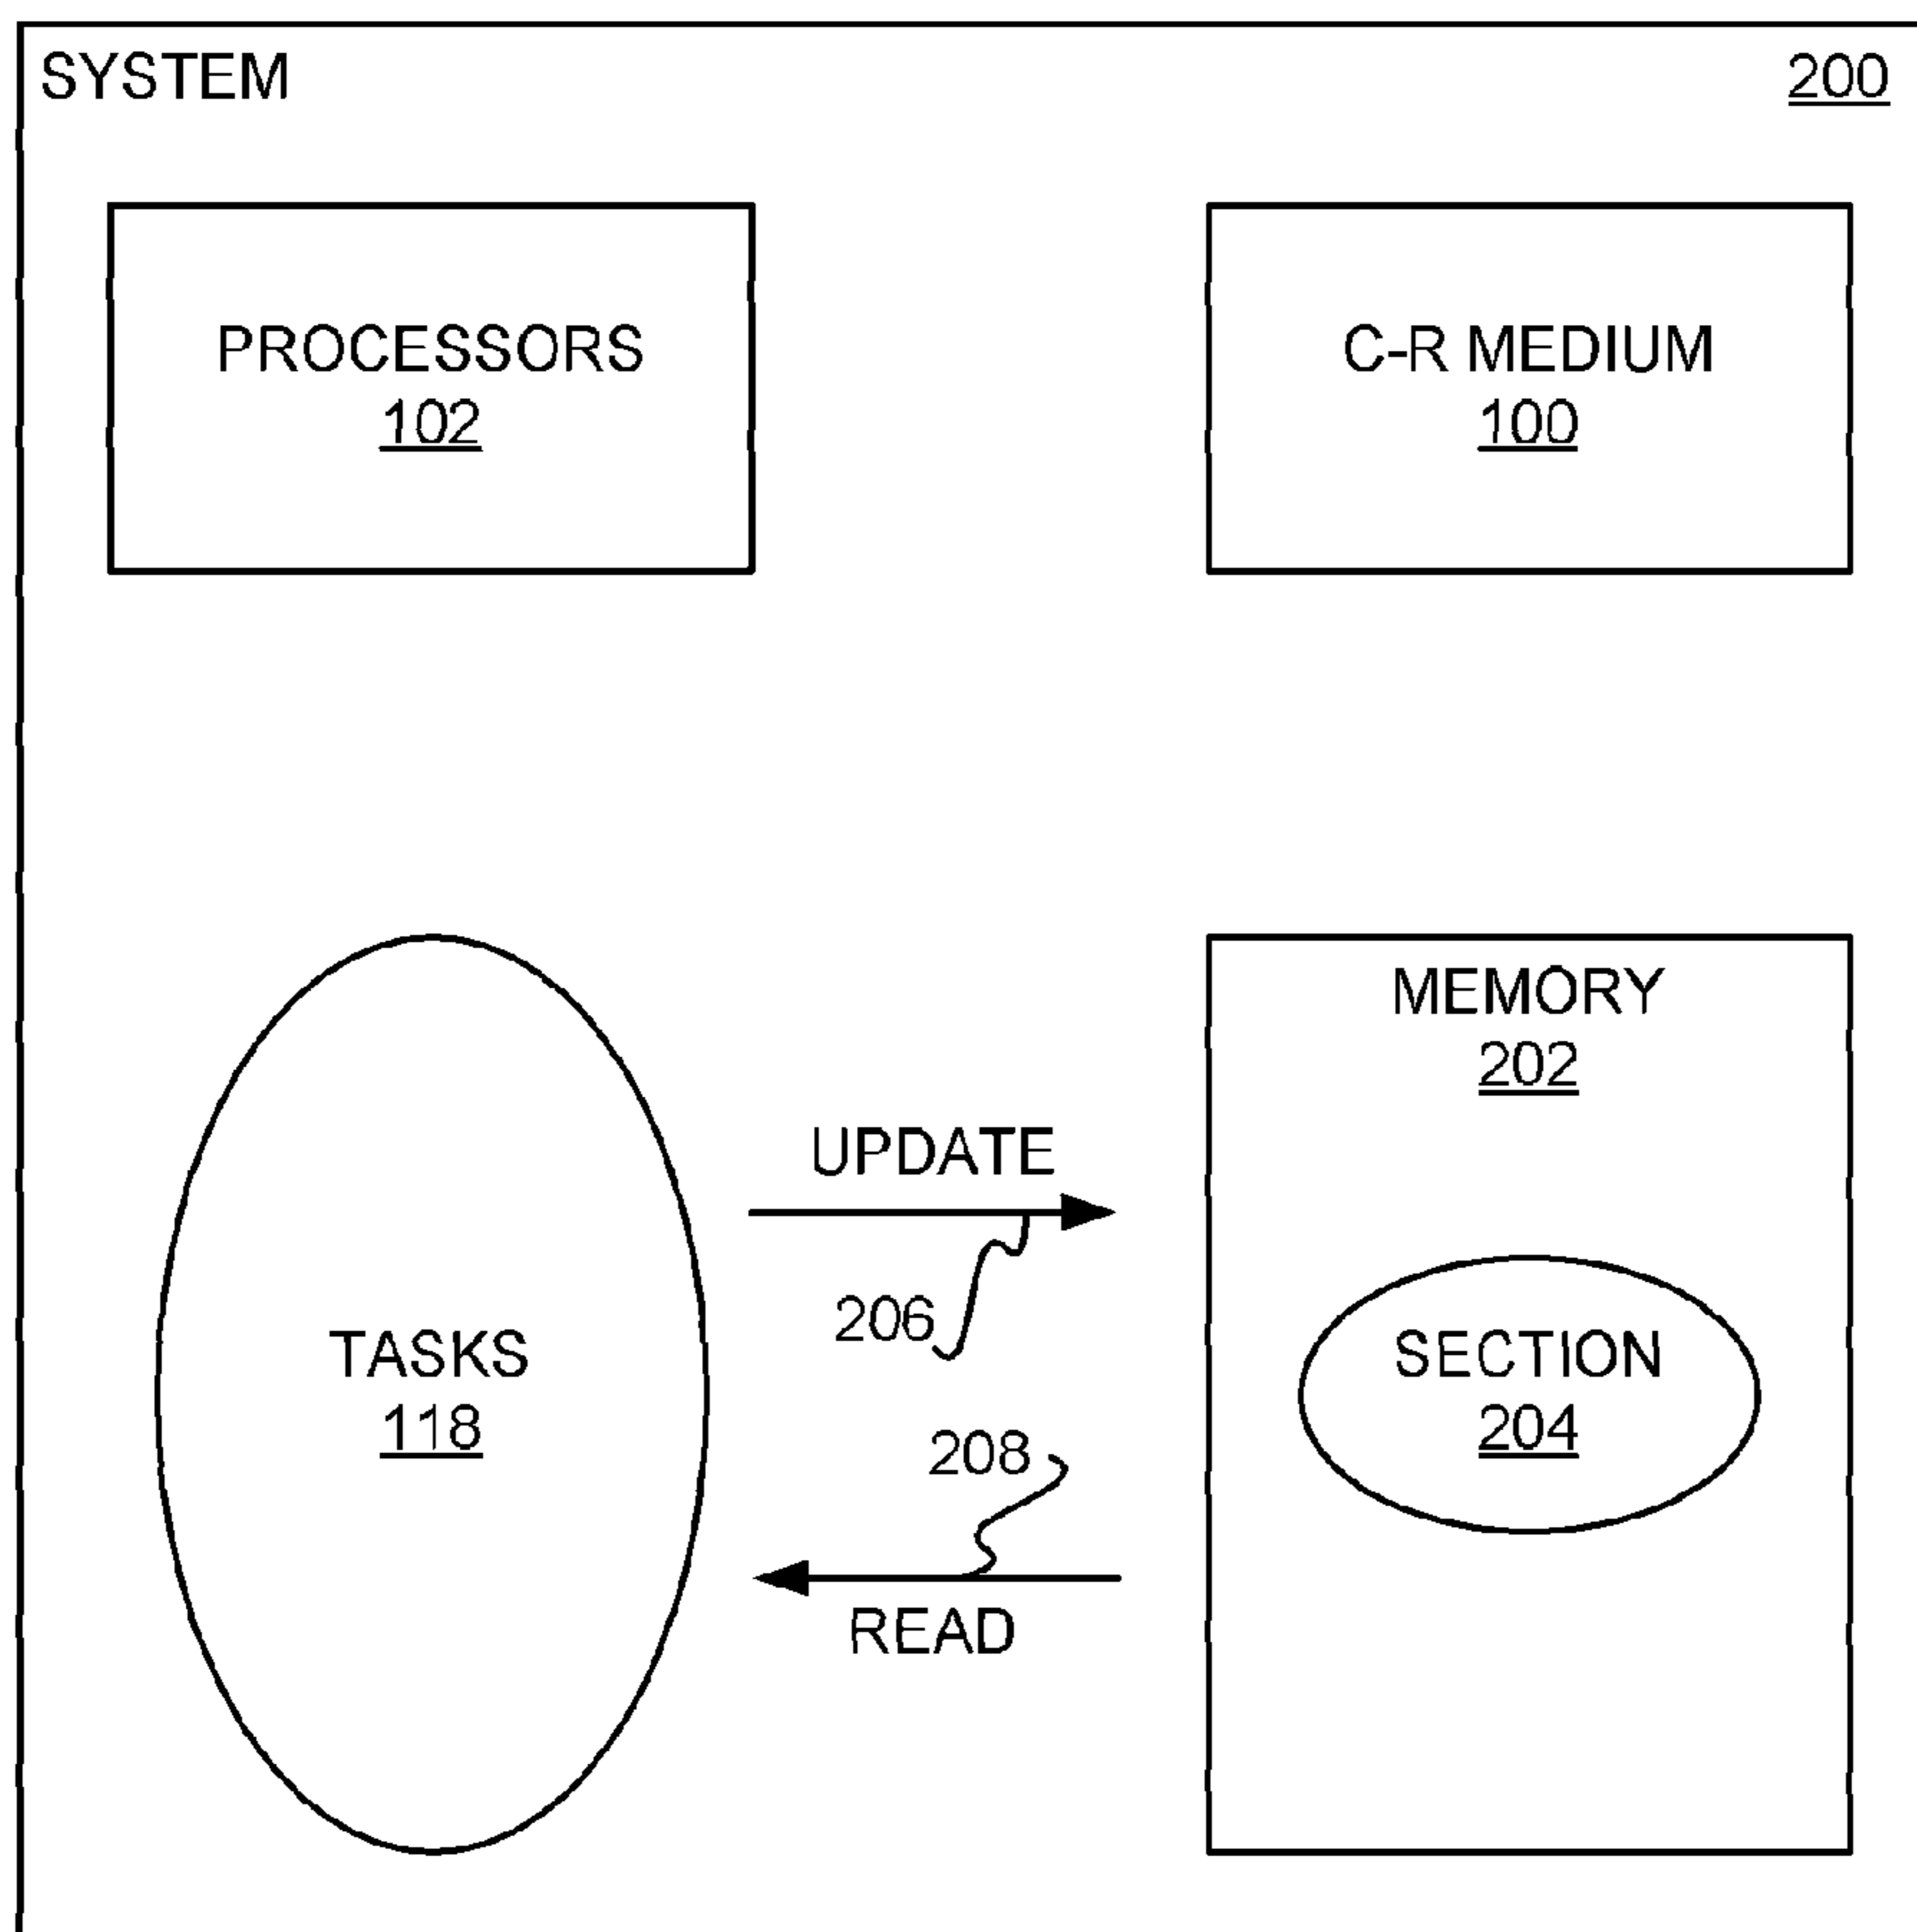 SYSTEM 200
PROCESSORS
102
C-R MEDIUM
100
TASKS
118
UPDATE
206
208
READ
MEMORY
202
SECTION
204